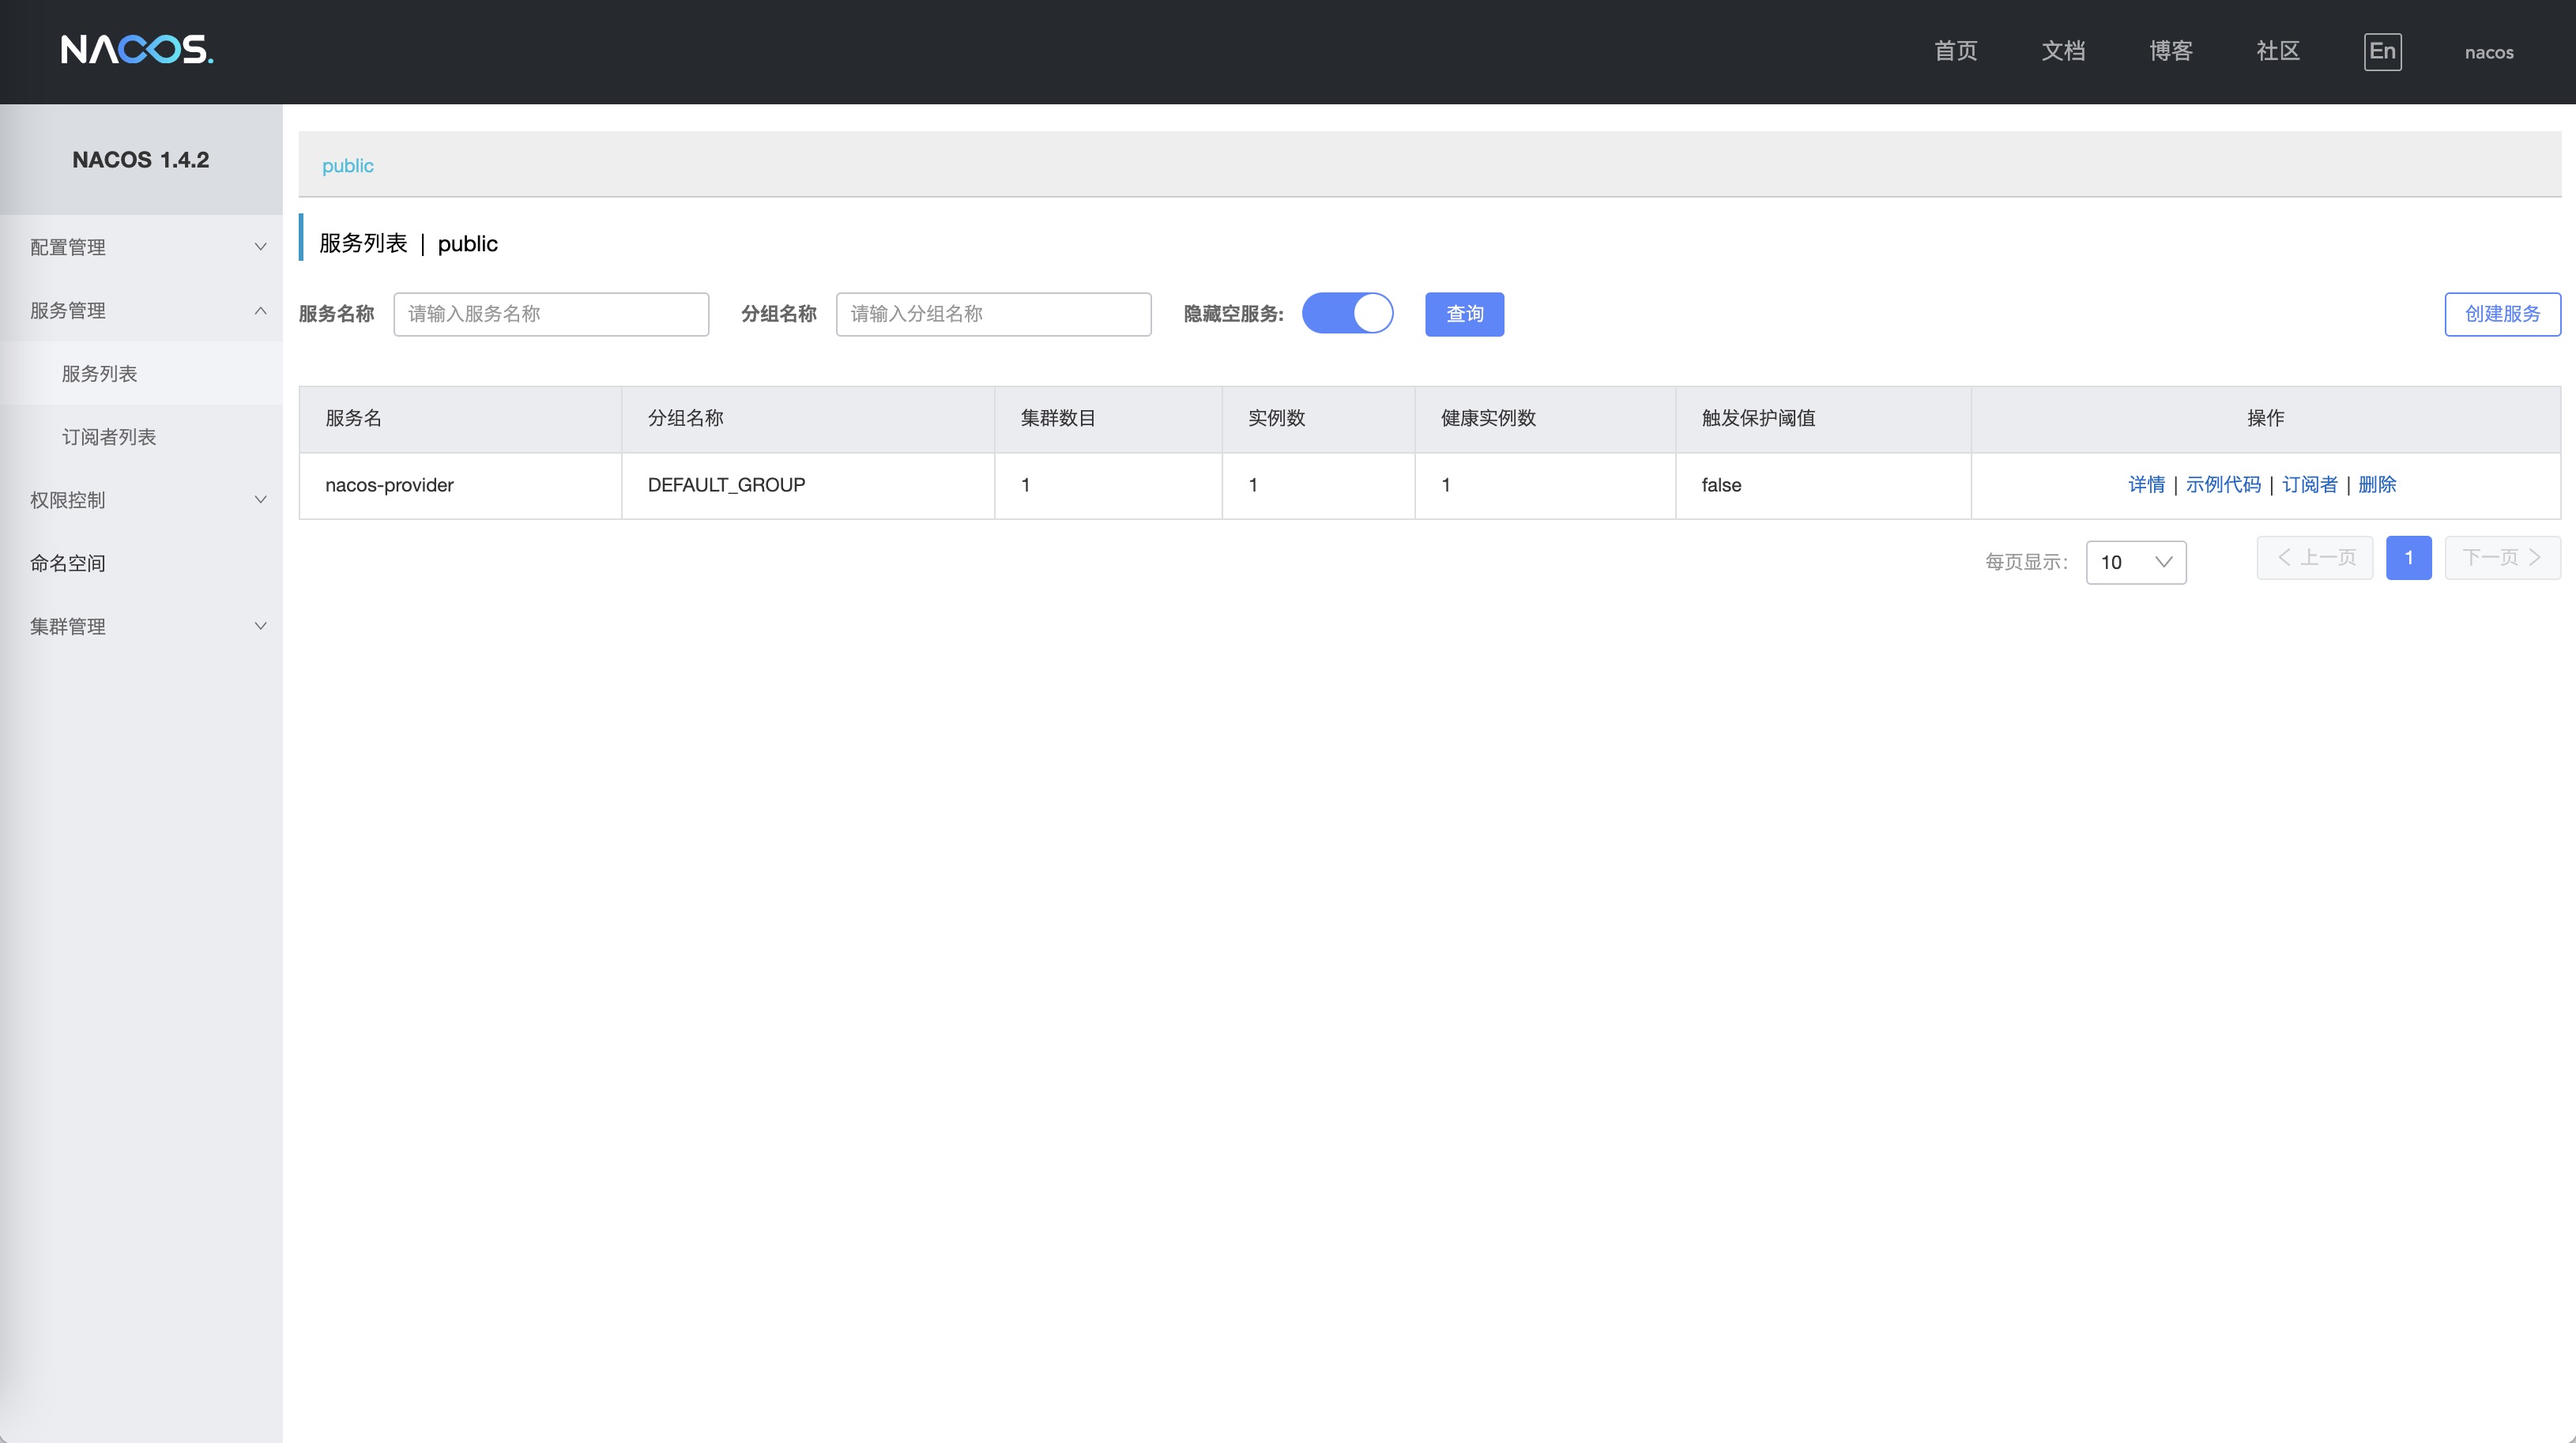 NACOS.
首页 文档 博客 社区 En nacos
NACOS 1.4.2
配置管理
服务管理
服务列表
订阅者列表
权限控制
命名空间
集群管理
public
服务列表 | public
服务名称 请输入服务名称 分组名称 请输入分组名称 隐藏空服务: 查询 创建服务
服务名 分组名称 集群数目 实例数 健康实例数 触发保护阈值 操作
nacos-provider DEFAULT_GROUP 1 1 1 false 详情 | 示例代码 | 订阅者 | 删除
每页显示: 10 上一页 1 下一页